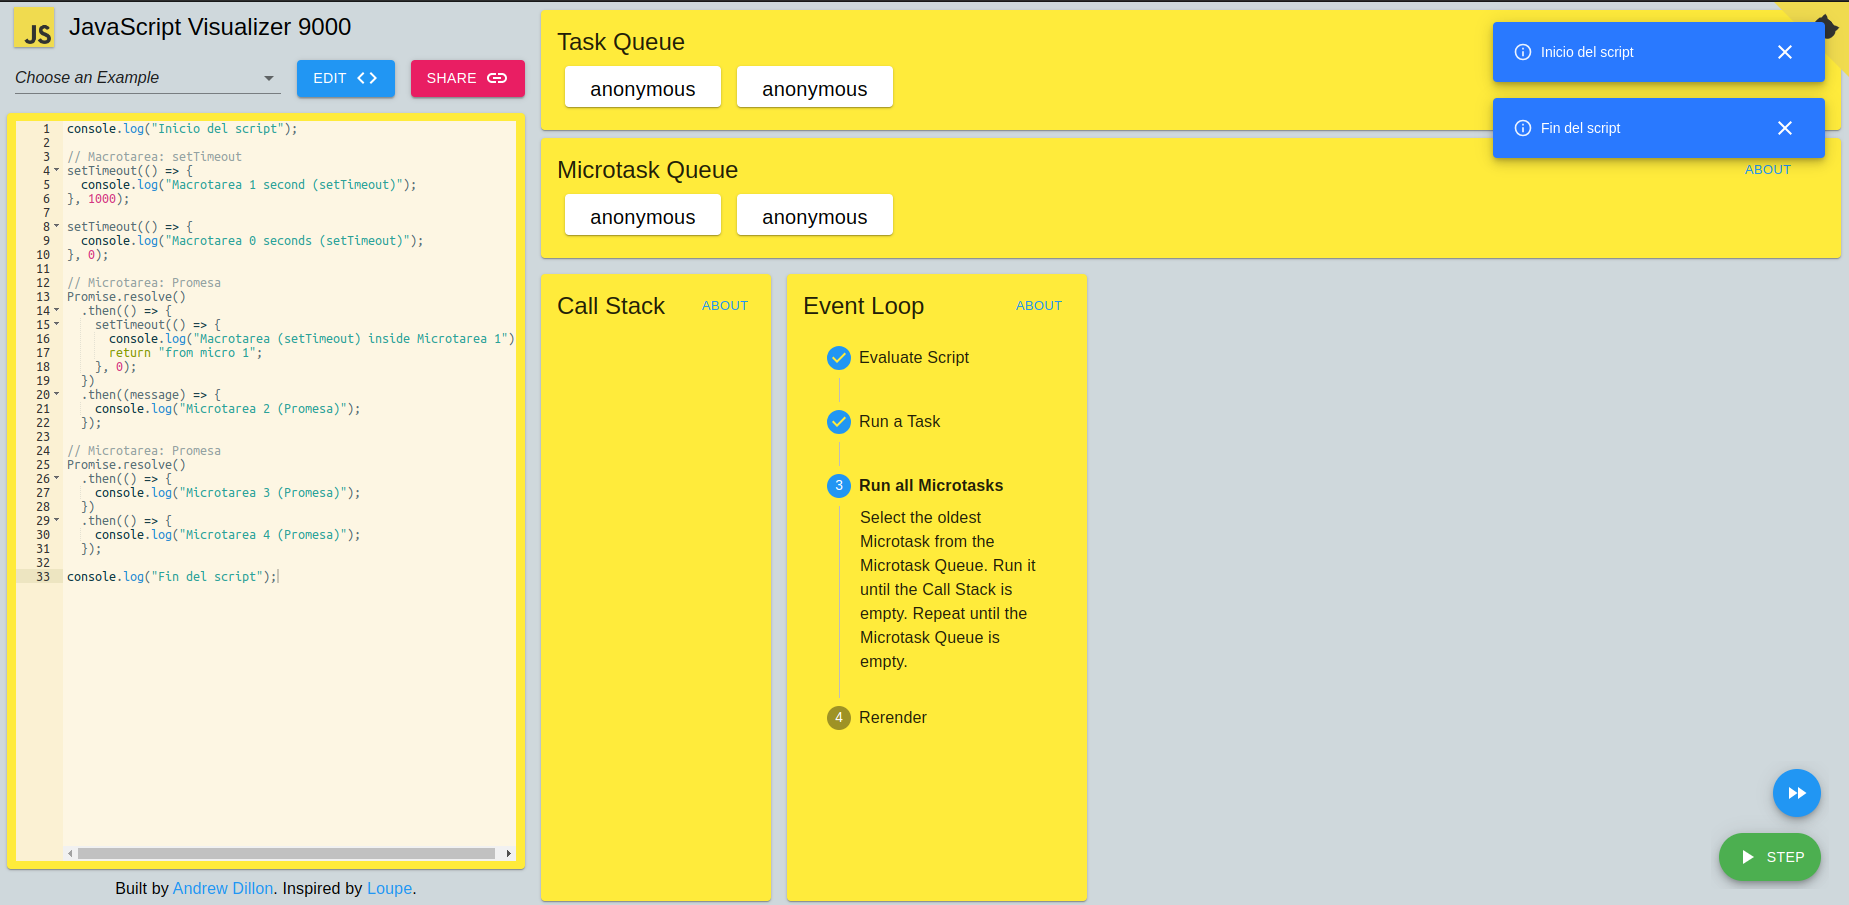 JS
JavaScript Visualizer 9000
Choose an Example
EDIT
SHARE
1 console.log("Inicio del script");
2
3 // Macrotarea: setTimeout
4 setTimeout(() => {
5 console.log("Macrotarea 1 second (setTimeout)");
6 }, 1000);
7
8 setTimeout(() => {
9 console.log("Macrotarea 0 seconds (setTimeout)");
10 }, 0);
11
12 // Microtarea: Promesa
13 Promise.resolve()
14 .then(() => {
15 setTimeout(() => {
16 console.log("Macrotarea (setTimeout) inside Microtarea 1")
17 return "from micro 1";
18 }, 0);
19 })
20 .then((message) => {
21 console.log("Microtarea 2 (Promesa)");
22 });
23
24 // Microtarea: Promesa
25 Promise.resolve()
26 .then(() => {
27 console.log("Microtarea 3 (Promesa)");
28 })
29 .then(() => {
30 console.log("Microtarea 4 (Promesa)");
31 });
32
33 console.log("Fin del script");
Built by Andrew Dillon. Inspired by Loupe.
Task Queue
anonymous anonymous
Inicio del script
Fin del script
Microtask Queue
ABOUT
anonymous anonymous
Call Stack
ABOUT
Event Loop
ABOUT
Evaluate Script
Run a Task
3 Run all Microtasks
Select the oldest
Microtask from the
Microtask Queue. Run it
until the Call Stack is
empty. Repeat until the
Microtask Queue is
empty.
4 Rerender
STEP